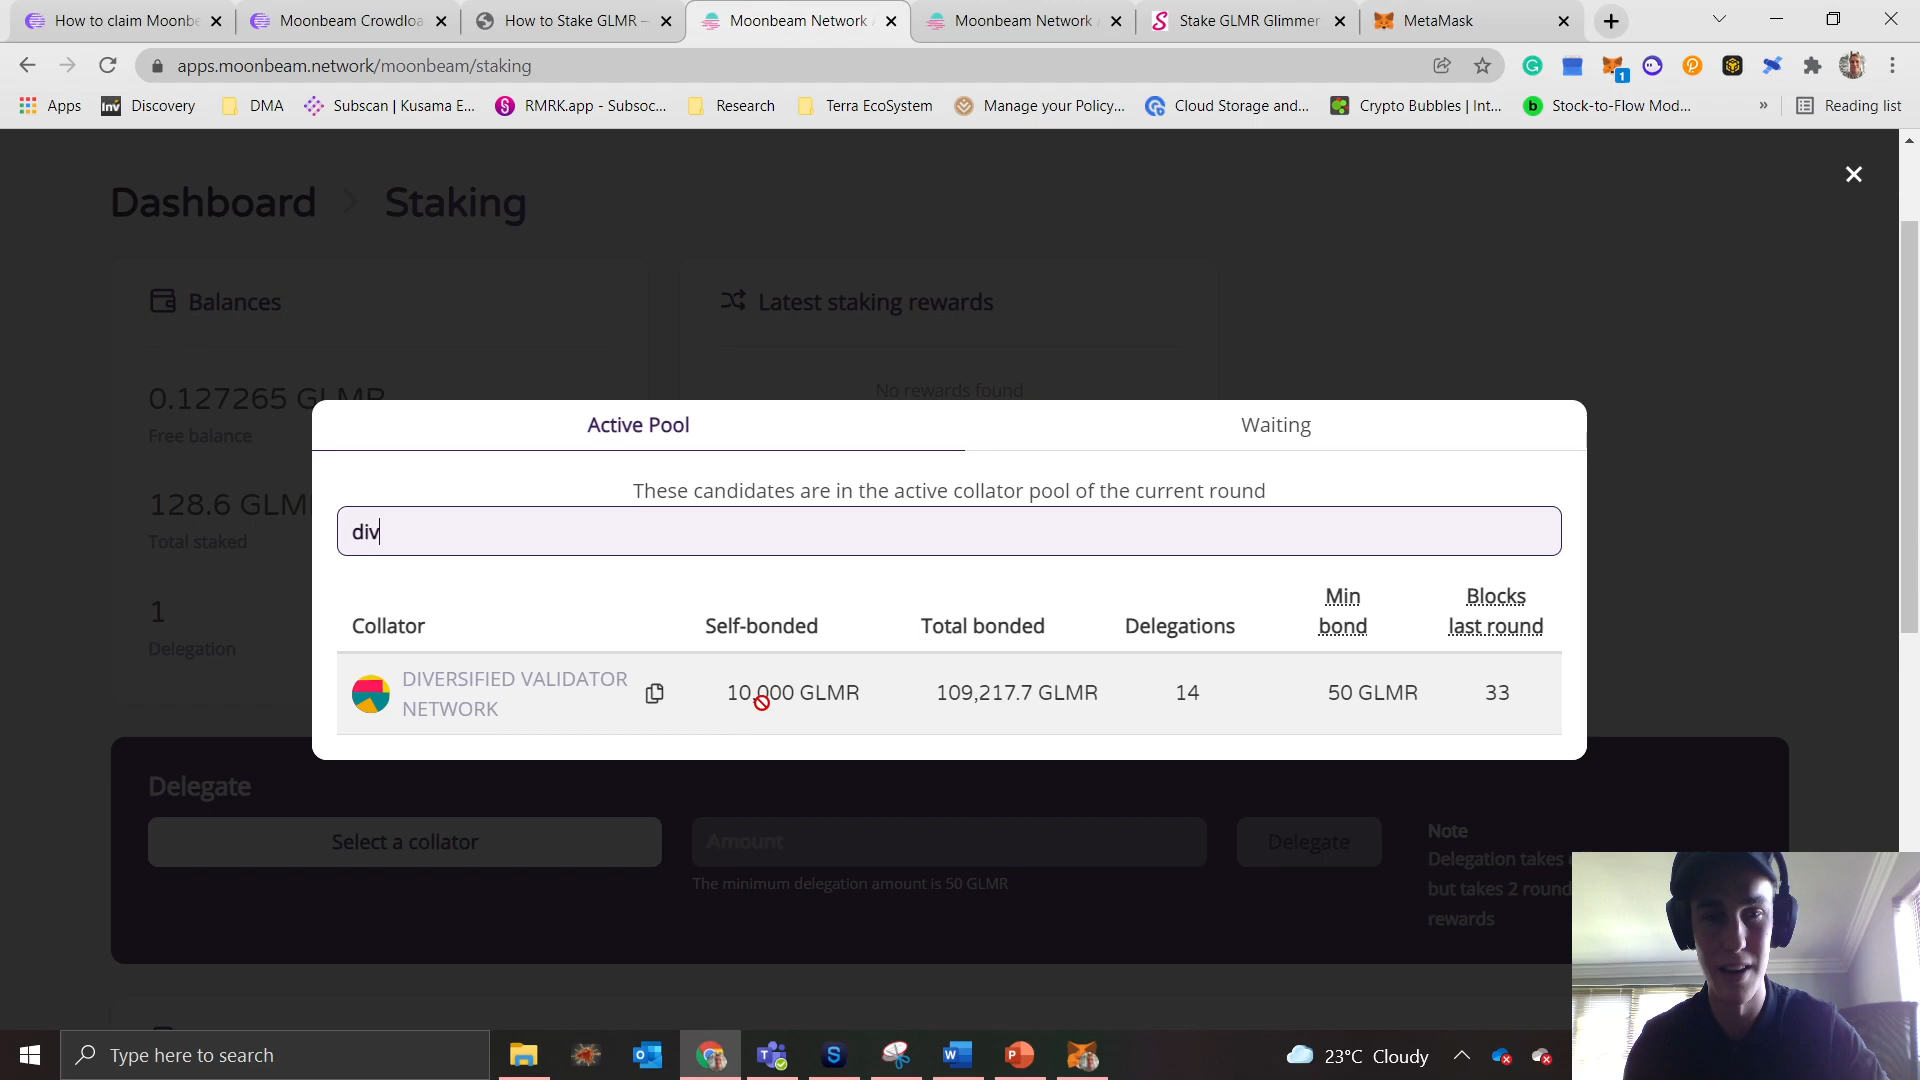 How to claim Moonbe
Moonbeam Crowdloa
How to Stake GLMR –
Moonbeam Network
Moonbeam Network
Stake GLMR Glimmer
MetaMask
apps.moonbeam.network/moonbeam/staking
1
Apps
Inv
Discovery
DMA
Subscan | Kusama E...
RMRK.app - Subsoc...
Research
Terra EcoSystem
Manage your Policy...
Cloud Storage and...
Crypto Bubbles | Int...
Stock-to-Flow Mod...
»
Reading list
Dashboard
Staking
Balances
Latest staking rewards
0.127265 GLMR
Free balance
No rewards found
128.6 GLM
Total staked
1
Delegation
Active Pool
Waiting
These candidates are in the active collator pool of the current round
div
Collator
Self-bonded
Total bonded
Delegations
Min
bond
Blocks
last round
DIVERSIFIED VALIDATOR
NETWORK
10,000 GLMR
109,217.7 GLMR
14
50 GLMR
33
Delegate
Select a collator
Amount
Delegate
The minimum delegation amount is 50 GLMR
Note
Delegation takes
but takes 2 round
rewards
Type here to search
23°C Cloudy